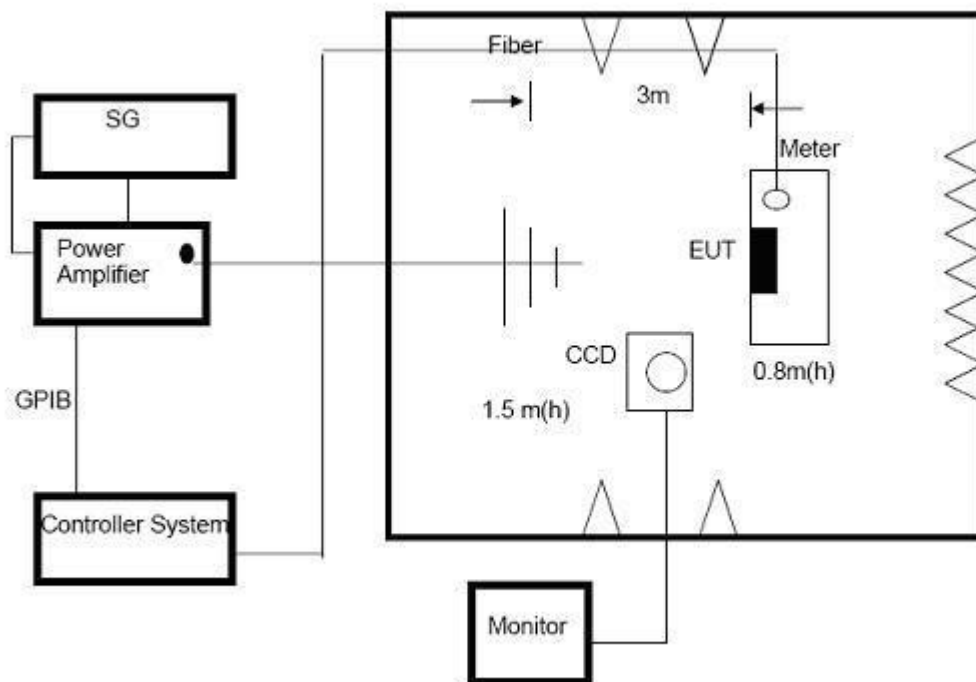 Fiber
SG
3m
Meter
Power
Amplifier
EUT
CCD
0.8m(h)
GPIB
1.5 m(h)
Controller System
Monitor